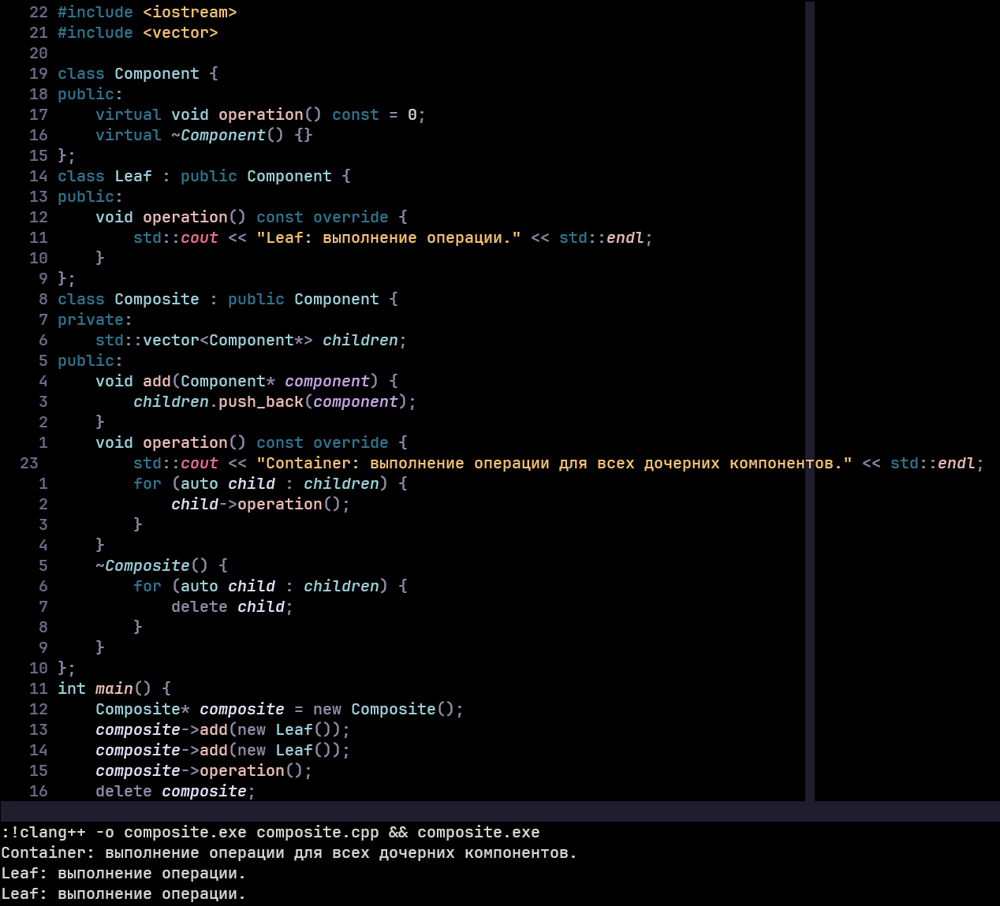 22 #include <iostream>
21 #include <vector>
20
19 class Component {
18 public:
17     virtual void operation() const = 0;
16     virtual ~Component() {}
15 };
14 class Leaf : public Component {
13 public:
12     void operation() const override {
11         std::cout << "Leaf: выполнение операции." << std::endl;
10     }
9 };
8 class Composite : public Component {
7 private:
6     std::vector<Component*> children;
5 public:
4     void add(Component* component) {
3         children.push_back(component);
2     }
1     void operation() const override {
23         std::cout << "Container: выполнение операции для всех дочерних компонентов." << std::endl;
1         for (auto child : children) {
2             child->operation();
3         }
4     }
5     ~Composite() {
6         for (auto child : children) {
7             delete child;
8         }
9     }
10 };
11 int main() {
12     Composite* composite = new Composite();
13     composite->add(new Leaf());
14     composite->add(new Leaf());
15     composite->operation();
16     delete composite;
:!clang++ -o composite.exe composite.cpp && composite.exe
Container: выполнение операции для всех дочерних компонентов.
Leaf: выполнение операции.
Leaf: выполнение операции.